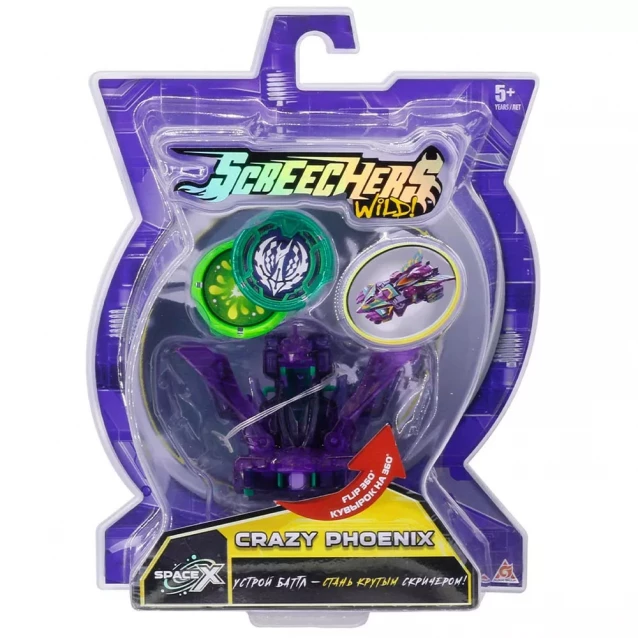 5+
YEARS / ЛЕТ
SCREECHERS
WILD!
FLIP 360°
КУВЫРОК НА 360°
CRAZY PHOENIX
SPACE X
УСТРОЙ БАТТЛ – СТАНЬ КРУТЫМ СКРИЧЕРОМ!